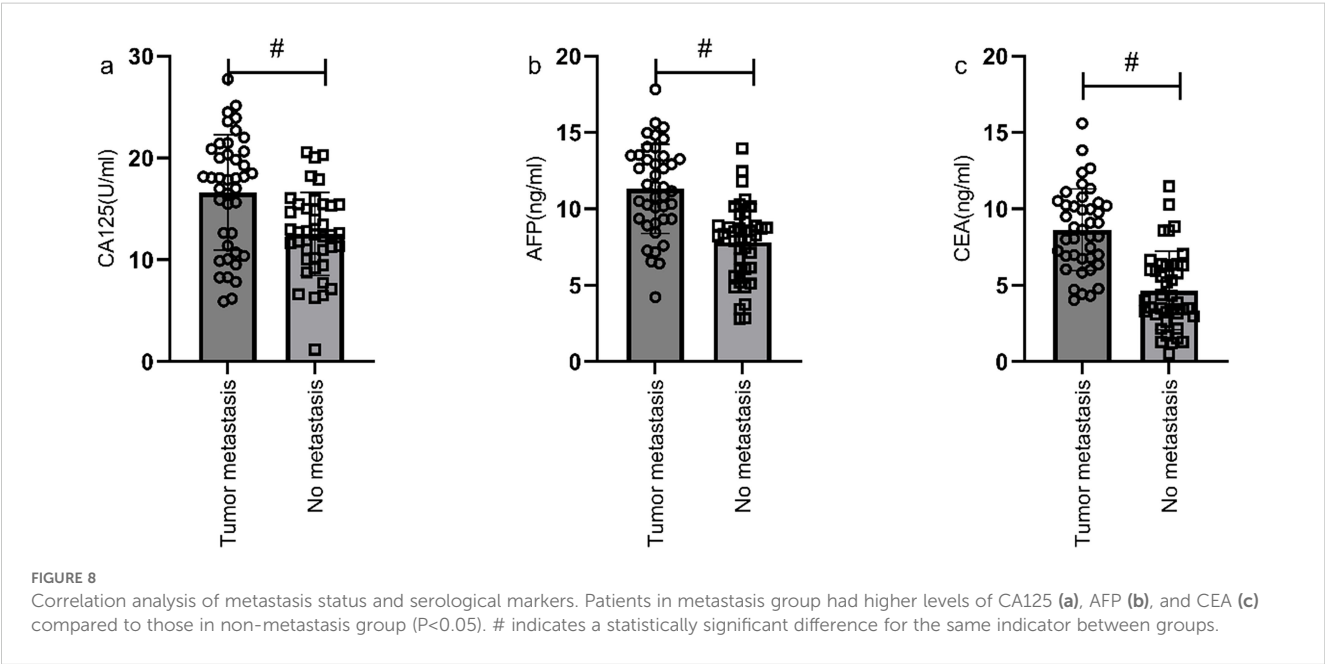 a
#
30
20
10
0
CA125(U/ml)
Tumor metastasis
No metastasis
b
#
20
15
10
5
0
AFP(ng/ml)
Tumor metastasis
No metastasis
c
#
20
15
10
5
0
CEA(ng/ml)
Tumor metastasis
No metastasis
FIGURE 8
Correlation analysis of metastasis status and serological markers. Patients in metastasis group had higher levels of CA125 (a), AFP (b), and CEA (c)
compared to those in non-metastasis group (P<0.05). # indicates a statistically significant difference for the same indicator between groups.